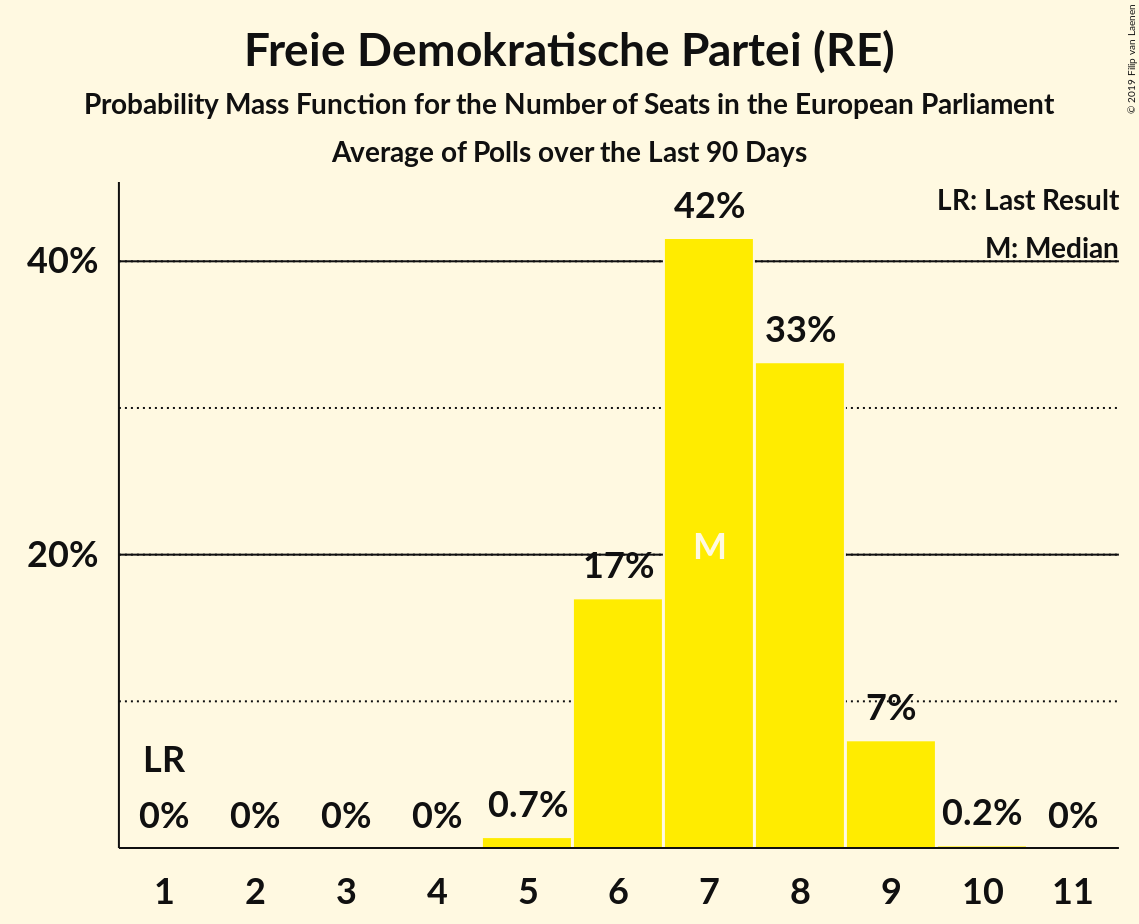 Freie Demokratische Partei (RE)
Probability Mass Function for the Number of Seats in the European Parliament
Average of Polls over the Last 90 Days
© 2019 Filip van Laenen
LR: Last Result
M: Median
42%
40%
33%
20%
17%
M
7%
LR
0% 0% 0% 0% 0.7% 0.2% 0%
1 2 3 4 5 6 7 8 9 10 11